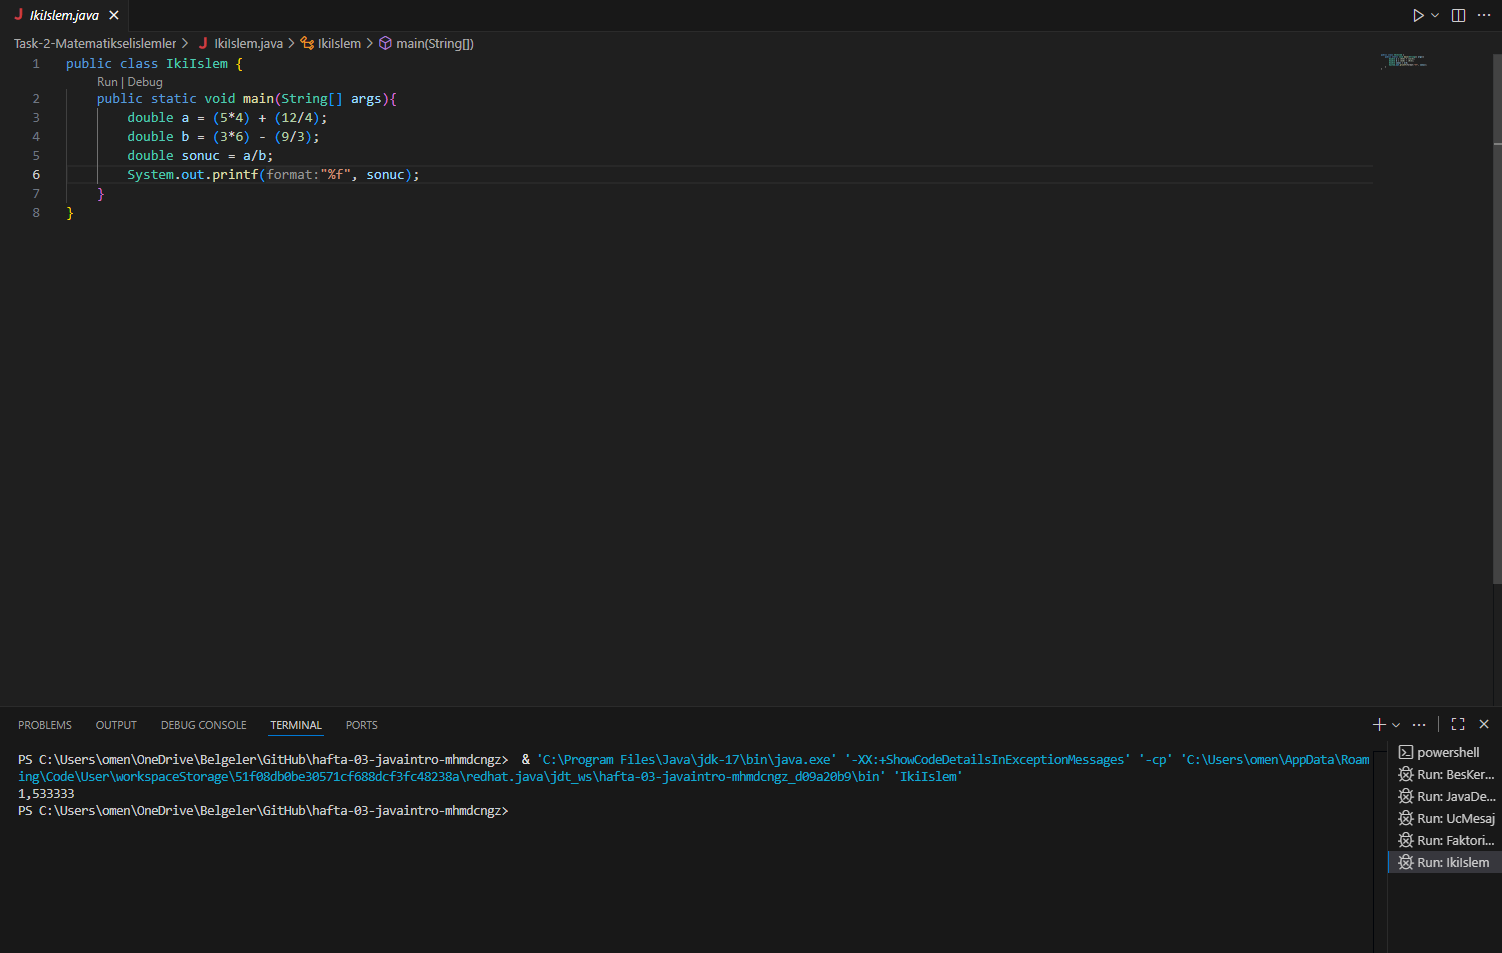 J IkiIslem.java
Task-2-Matematikselislemler > J IkiIslem.java > IkiIslem > main(String[])
1 public class IkiIslem {
Run | Debug
2 public static void main(String[] args){
3 double a = (5*4) + (12/4);
4 double b = (3*6) - (9/3);
5 double sonuc = a/b;
6 System.out.printf(format:"%f", sonuc);
7 }
8 }
PROBLEMS OUTPUT DEBUG CONSOLE TERMINAL PORTS
PS C:\Users\omen\OneDrive\Belgeler\GitHub\hafta-03-javaintro-mhmdcngz> & 'C:\Program Files\Java\jdk-17\bin\java.exe' '-XX:+ShowCodeDetailsInExceptionMessages' '-cp' 'C:\Users\omen\AppData\Roam
ing\Code\User\workspaceStorage\51f08db0be30571cf688dcf3fc48238a\redhat.java\jdt_ws\hafta-03-javaintro-mhmdcngz_d09a20b9\bin' 'IkiIslem'
1,533333
PS C:\Users\omen\OneDrive\Belgeler\GitHub\hafta-03-javaintro-mhmdcngz>
powershell
Run: BesKer...
Run: JavaDe...
Run: UcMesaj
Run: Faktori...
Run: IkiIslem